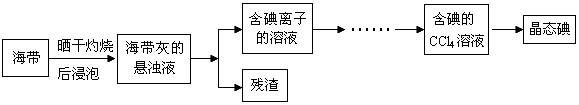 海带
晒干灼烧
后浸泡
海带灰的
悬浊液
含碘离子
的溶液
残渣
······
含碘的
CCl₄溶液
晶态碘